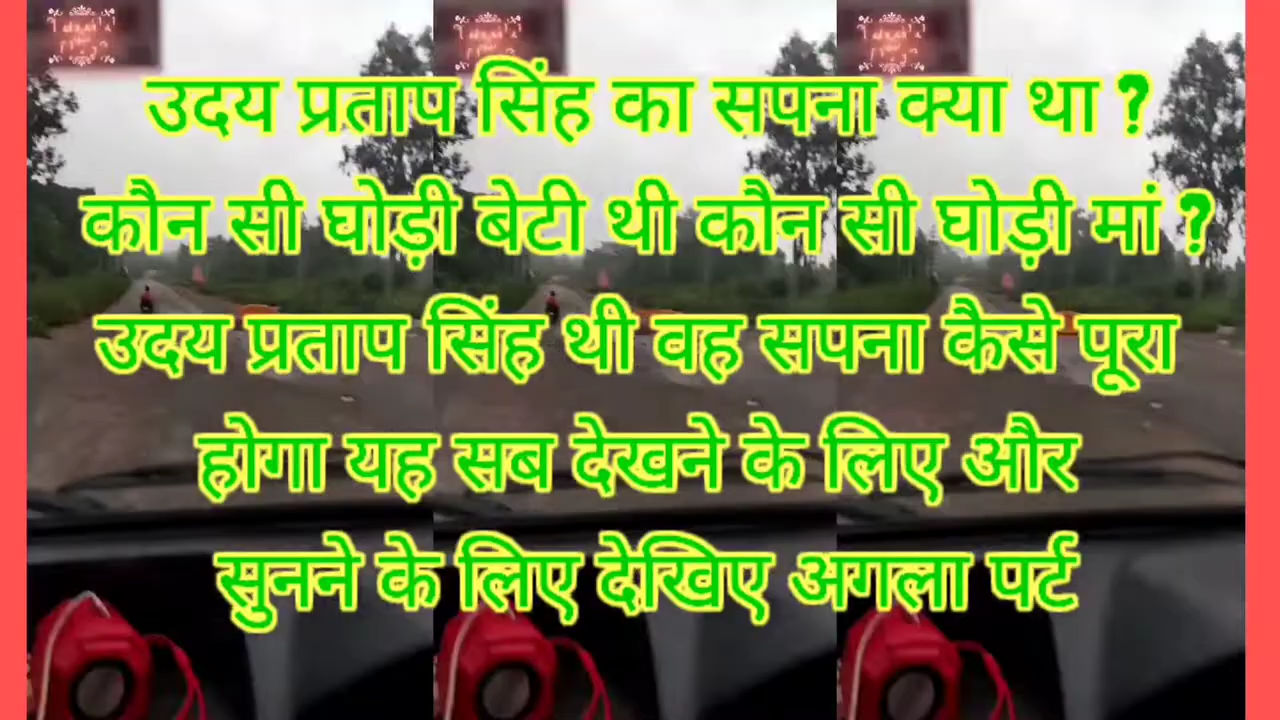 उदय प्रताप सिंह का सपना क्या था ?
कौन सी घोड़ी बेटी थी कौन सी घोड़ी मां ?
उदय प्रताप सिंह थी वह सपना कैसे पूरा
होगा यह सब देखने के लिए और
सुनने के लिए देखिए अगला पर्ट